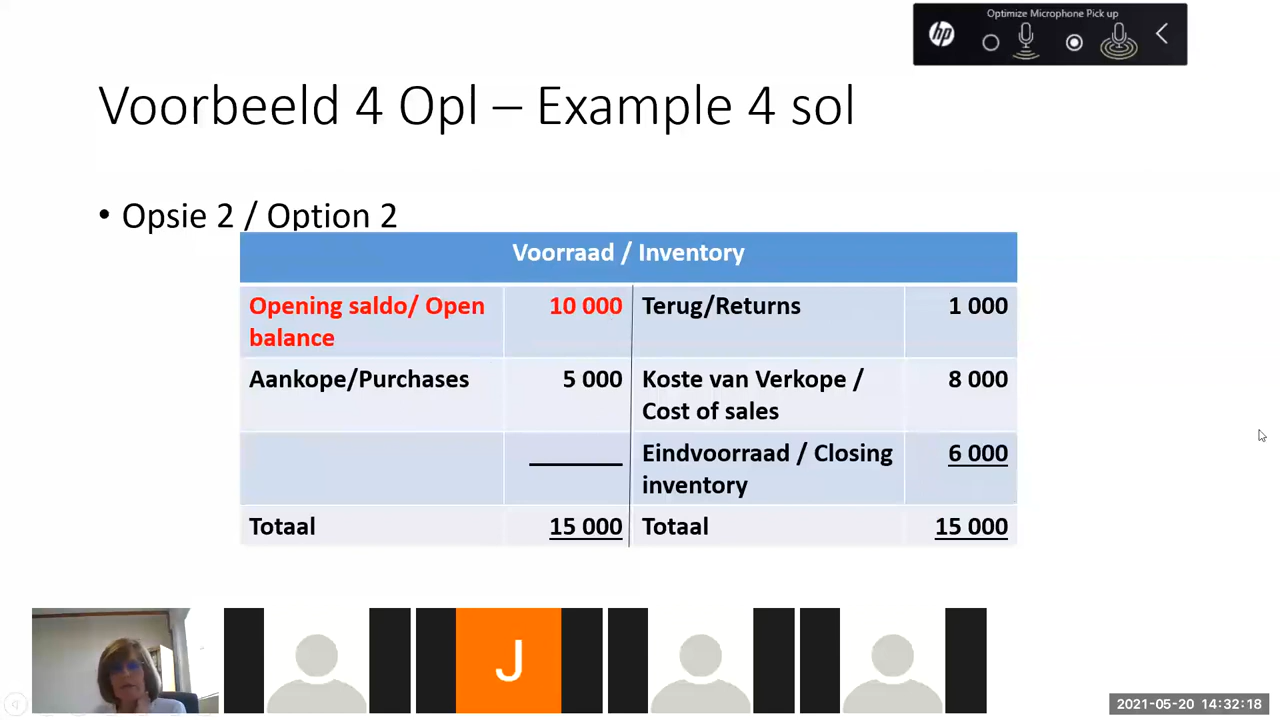 Optimize Microphone Pick up
hp
Voorbeeld 4 Opl – Example 4 sol
• Opsie 2 / Option 2
Voorraad / Inventory
Opening saldo/ Open 10 000 Terug/Returns 1 000
balance
Aankope/Purchases 5 000 Koste van Verkope / 8 000
Cost of sales
Eindvoorraad / Closing 6 000
inventory
Totaal 15 000 Totaal 15 000
J
2021-05-20 14:32:18